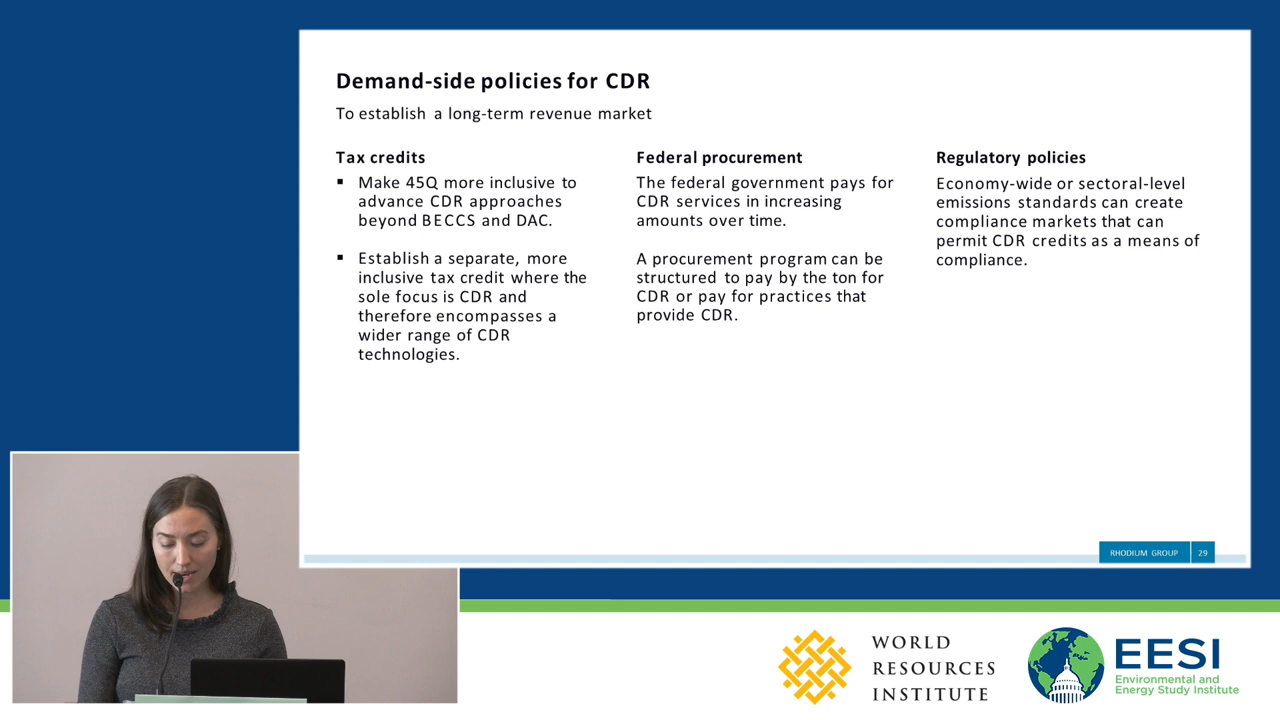 Demand-side policies for CDR
To establish a long-term revenue market
Tax credits
▪ Make 45Q more inclusive to
advance CDR approaches
beyond BECCS and DAC.
▪ Establish a separate, more
inclusive tax credit where the
sole focus is CDR and
therefore encompasses a
wider range of CDR
technologies.
Federal procurement
The federal government pays for
CDR services in increasing
amounts over time.
A procurement program can be
structured to pay by the ton for
CDR or pay for practices that
provide CDR.
Regulatory policies
Economy-wide or sectoral-level
emissions standards can create
compliance markets that can
permit CDR credits as a means of
compliance.
RHODIUM GROUP 29
WORLD
RESOURCES
INSTITUTE
EESI
Environmental and
Energy Study Institute